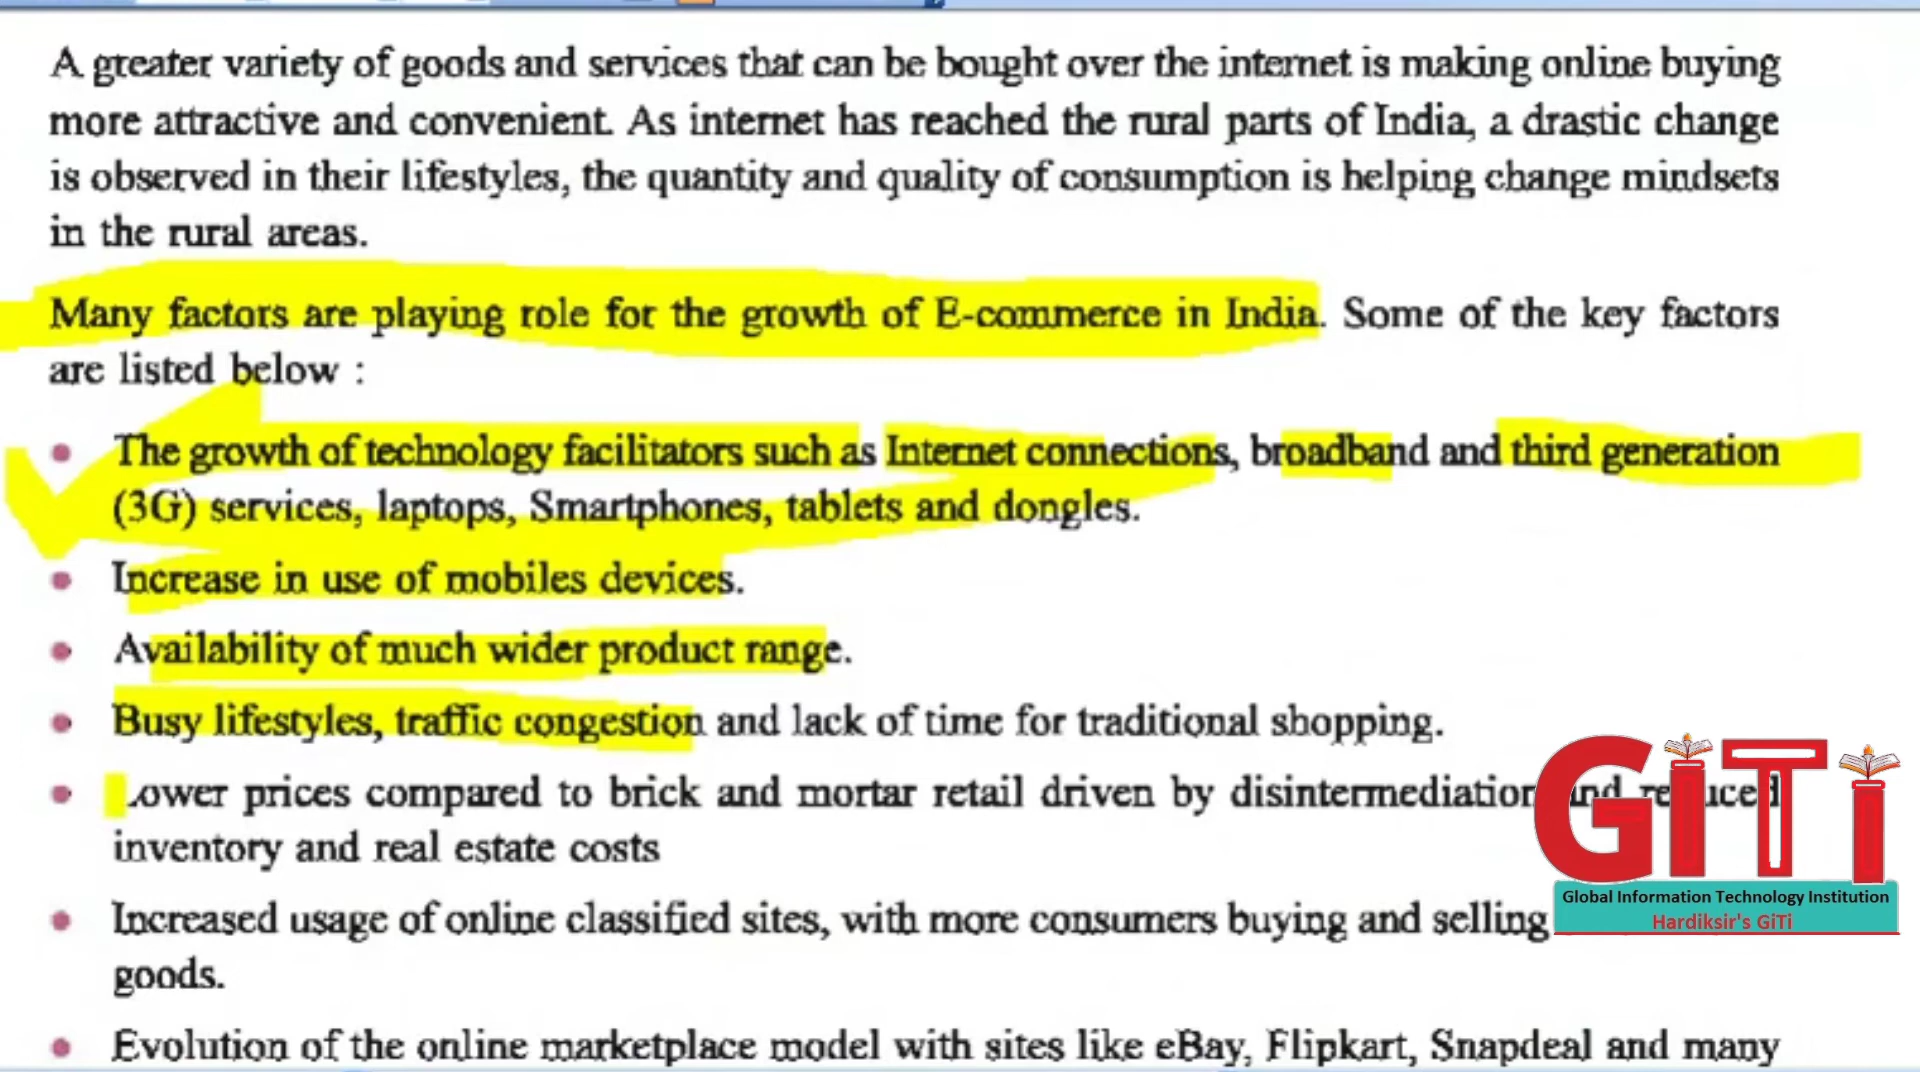 A greater variety of goods and services that can be bought over the internet is making online buying
more attractive and convenient. As internet has reached the rural parts of India, a drastic change
is observed in their lifestyles, the quantity and quality of consumption is helping change mindsets
in the rural areas.
Many factors are playing role for the growth of E-commerce in India. Some of the key factors
are listed below :
• The growth of technology facilitators such as Internet connections, broadband and third generation
(3G) services, laptops, Smartphones, tablets and dongles.
• Increase in use of mobiles devices.
• Availability of much wider product range.
• Busy lifestyles, traffic congestion and lack of time for traditional shopping.
• Lower prices compared to brick and mortar retail driven by disintermediation and reduced
inventory and real estate costs
• Increased usage of online classified sites, with more consumers buying and selling
goods.
• Evolution of the online marketplace model with sites like eBay, Flipkart, Snapdeal and many
GiTi
Global Information Technology Institution
Hardiksir's GiTi